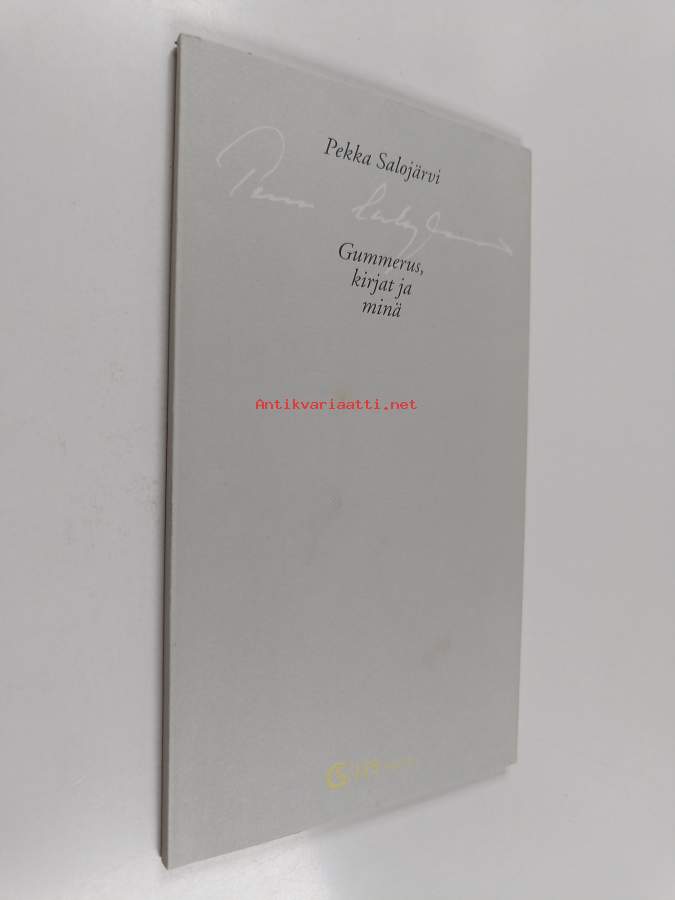 Pekka Salojärvi
Gummerus,
kirjat ja
minä
Antikvariaatti.net